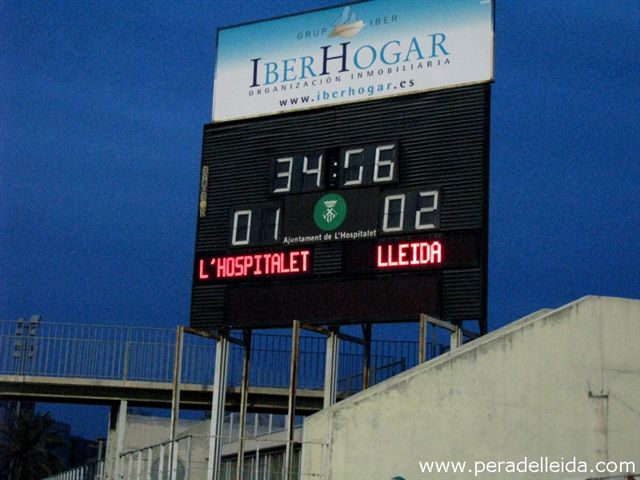 GRUP IBER
IBERHOGAR
ORGANIZACIÓN INMOBILIARIA
www.iberhogar.es
34:56
01 02
Ajuntament de L'Hospitalet
L'HOSPITALET LLEIDA
www.peradelleida.com